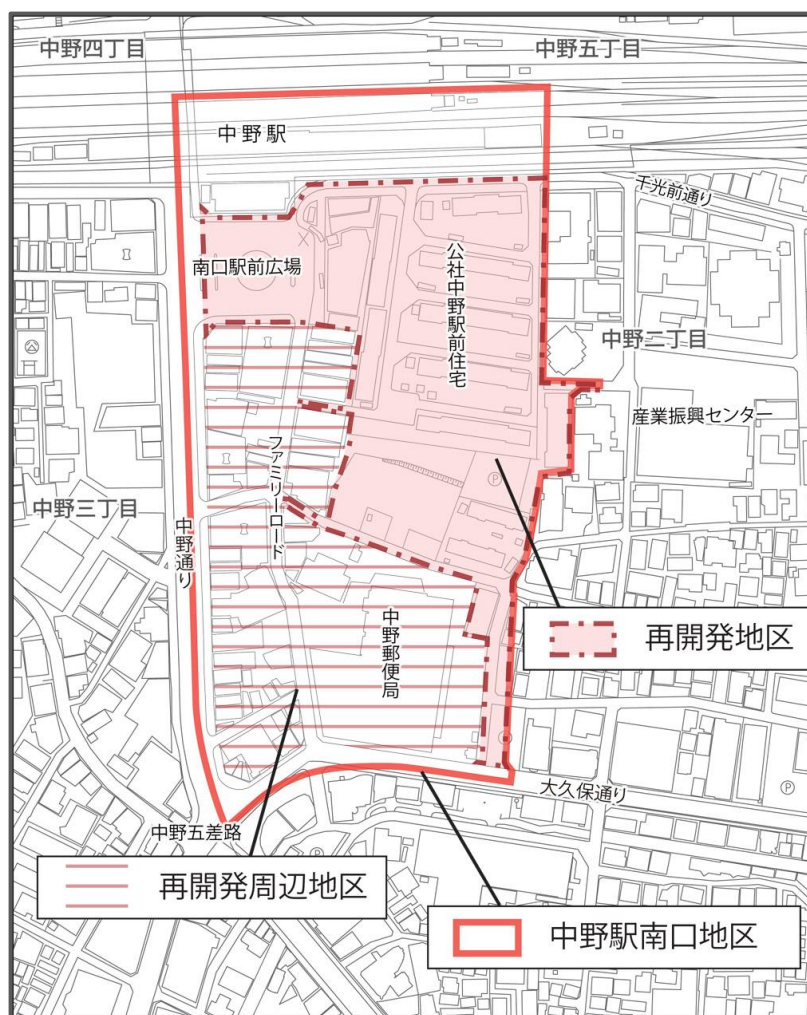 中野四丁目
中野五丁目
中野駅
千光前通り
南口駅前広場
公社中野駅前住宅
中野二丁目
産業振興センター
ファミリーロード
中野三丁目
中野通り
P
中野郵便局
再開発地区
大久保通り
P
中野五差路
P
再開発周辺地区
中野駅南口地区